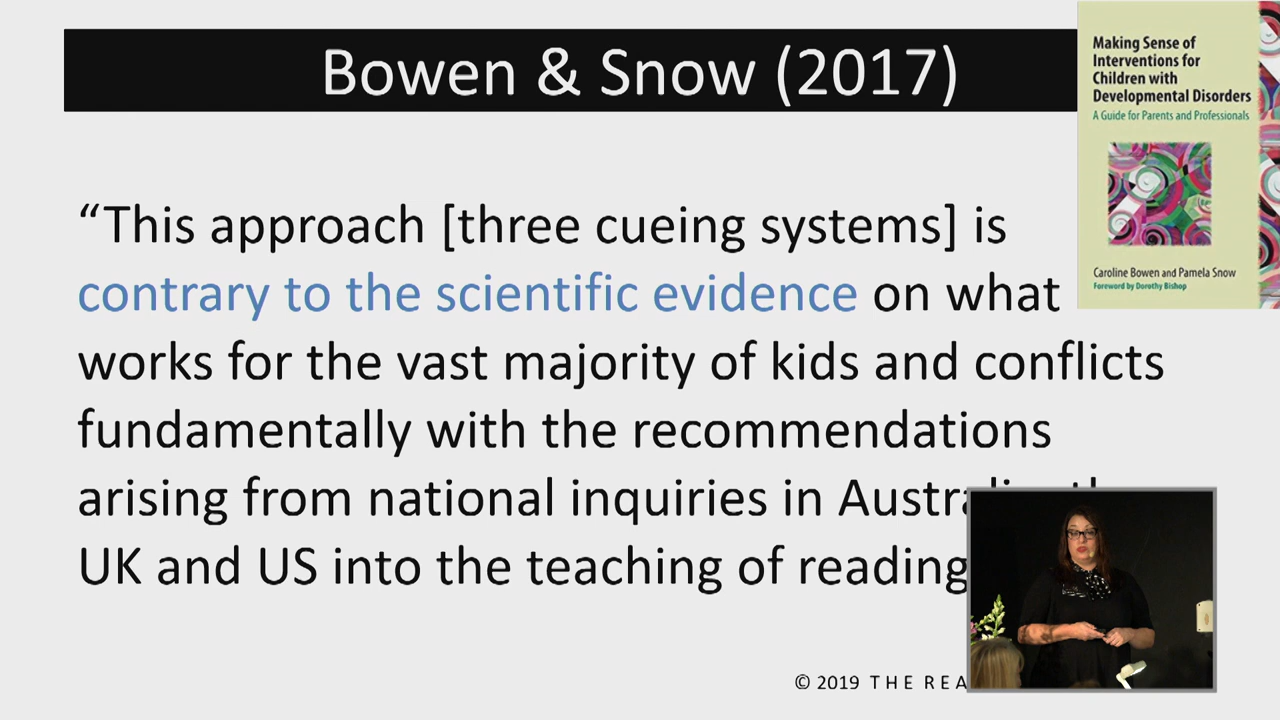 Bowen & Snow (2017)
Making Sense of
Interventions for
Children with
Developmental Disorders
A Guide for Parents and Professionals
Caroline Bowen and Pamela Snow
Foreword by Dorothy Bishop
“This approach [three cueing systems] is
contrary to the scientific evidence on what
works for the vast majority of kids and conflicts
fundamentally with the recommendations
arising from national inquiries in
UK and US into the teaching of reading
© 2019 THE